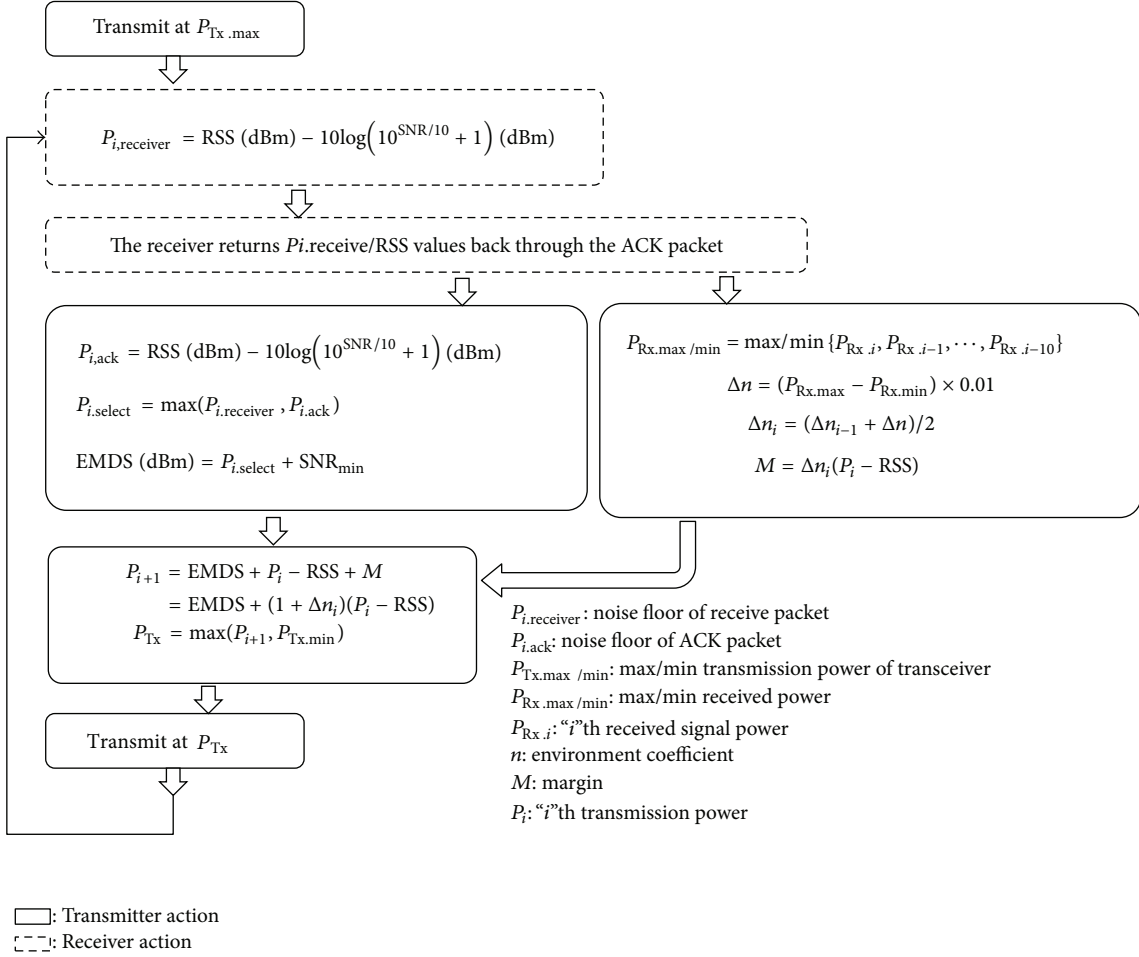 Transmit at P_Tx .max
P_i,receiver = RSS (dBm) − 10log(10^SNR/10 + 1) (dBm)
The receiver returns Pi.receive/RSS values back through the ACK packet
P_i,ack = RSS (dBm) − 10log(10^SNR/10 + 1) (dBm)
P_i.select = max(P_i.receiver , P_i.ack)
EMDS (dBm) = P_i.select + SNR_min
P_Rx.max /min = max/min {P_Rx .i, P_Rx .i−1, ⋯ , P_Rx .i−10}
Δn = (P_Rx.max − P_Rx.min) × 0.01
Δn_i = (Δn_i−1 + Δn)/2
M = Δn_i(P_i − RSS)
P_i+1 = EMDS + P_i − RSS + M
= EMDS + (1 + Δn_i)(P_i − RSS)
P_Tx = max(P_i+1, P_Tx.min)
Transmit at P_Tx
P_i.receiver : noise floor of receive packet
P_i.ack: noise floor of ACK packet
P_Tx.max /min: max/min transmission power of transceiver
P_Rx .max /min: max/min received power
P_Rx .i: “i”th received signal power
n: environment coefficient
M: margin
P_i: “i”th transmission power
: Transmitter action
: Receiver action